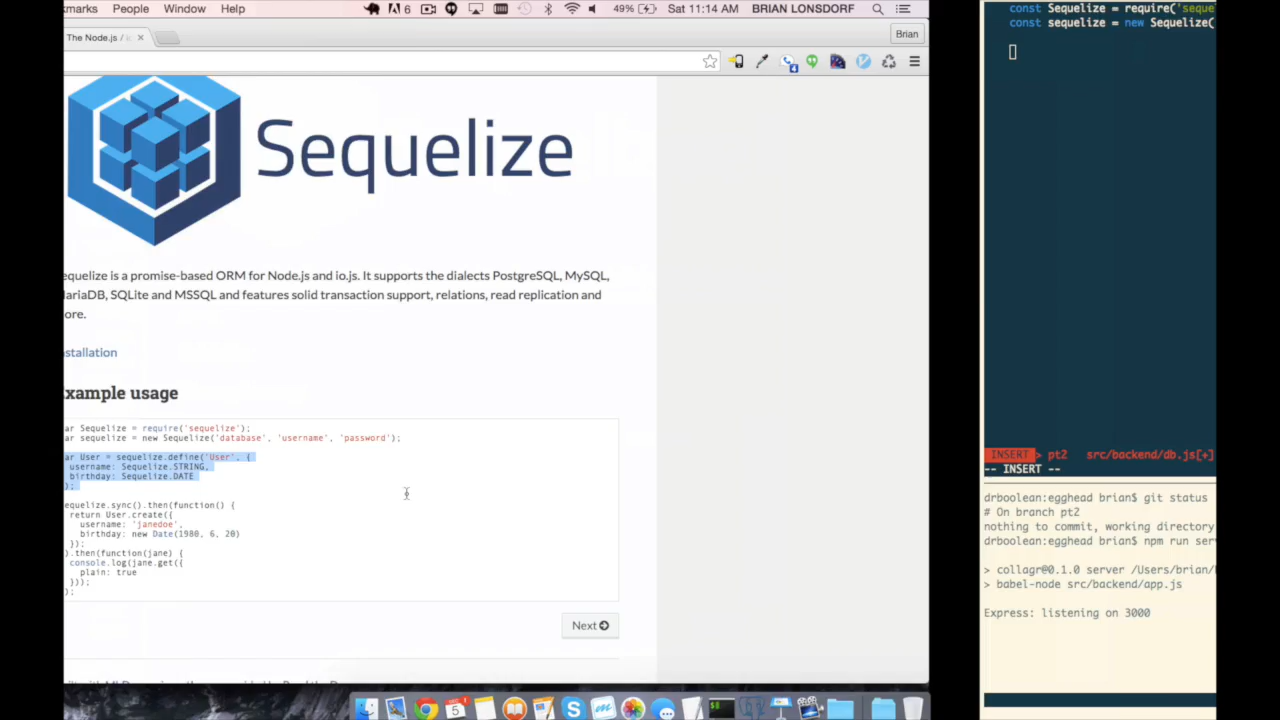 kmarks People Window Help 6 49% Sat 11:14 AM BRIAN LONSDORF
The Node.js / i
Brian
4
Sequelize
equelize is a promise-based ORM for Node.js and io.js. It supports the dialects PostgreSQL, MySQL,
ariaDB, SQLite and MSSQL and features solid transaction support, relations, read replication and
ore.
stallation
xample usage
ar Sequelize = require('sequelize');
ar sequelize = new Sequelize('database', 'username', 'password');
ar User = sequelize.define('User', {
username: Sequelize.STRING,
birthday: Sequelize.DATE
);
equelize.sync().then(function() {
return User.create({
username: 'janedoe',
birthday: new Date(1980, 6, 20)
});
).then(function(jane) {
console.log(jane.get({
plain: true
}));
);
Next
const Sequelize = require('seque
const sequelize = new Sequelize(
INSERT > pt2 src/backend/db.js[+]
-- INSERT --
drboolean:egghead brian$ git status
# On branch pt2
nothing to commit, working directory
drboolean:egghead brian$ npm run ser
> collagr@0.1.0 server /Users/brian/
> babel-node src/backend/app.js
Express: listening on 3000